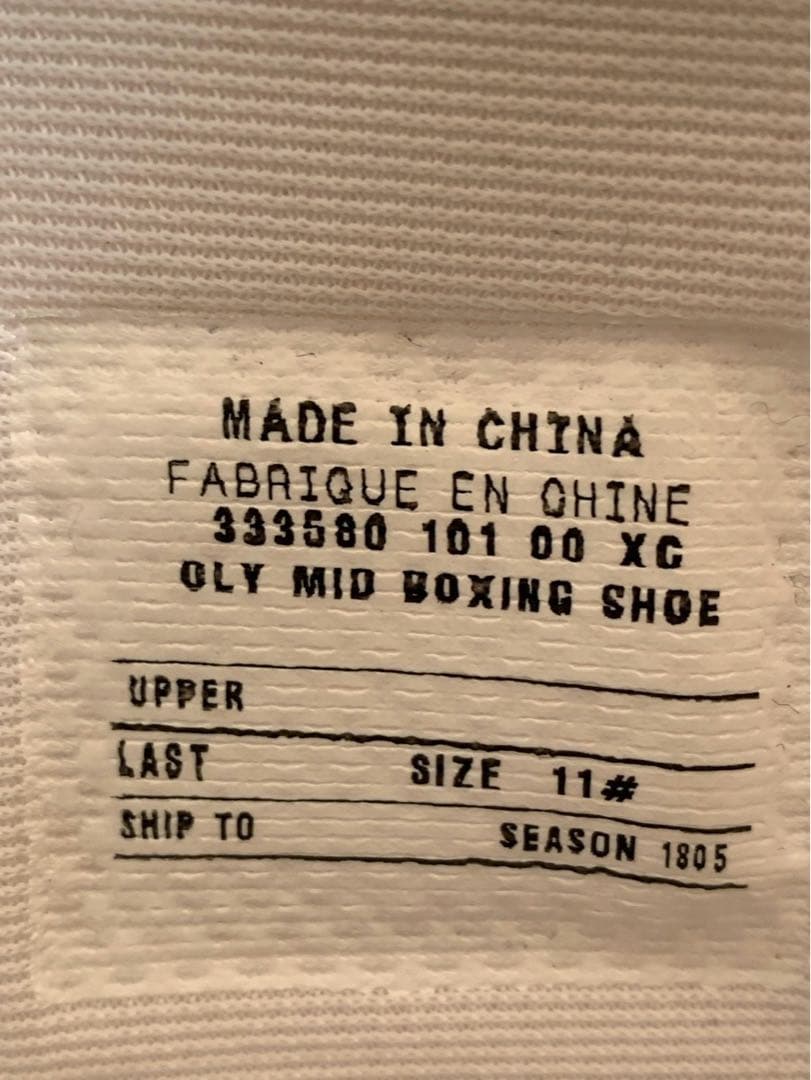 MADE IN CHINA
FABRIQUE EN CHINE
333580 101 00 XC
OLY MID BOXING SHOE
UPPER
LAST SIZE 11#
SHIP TO SEASON 1805